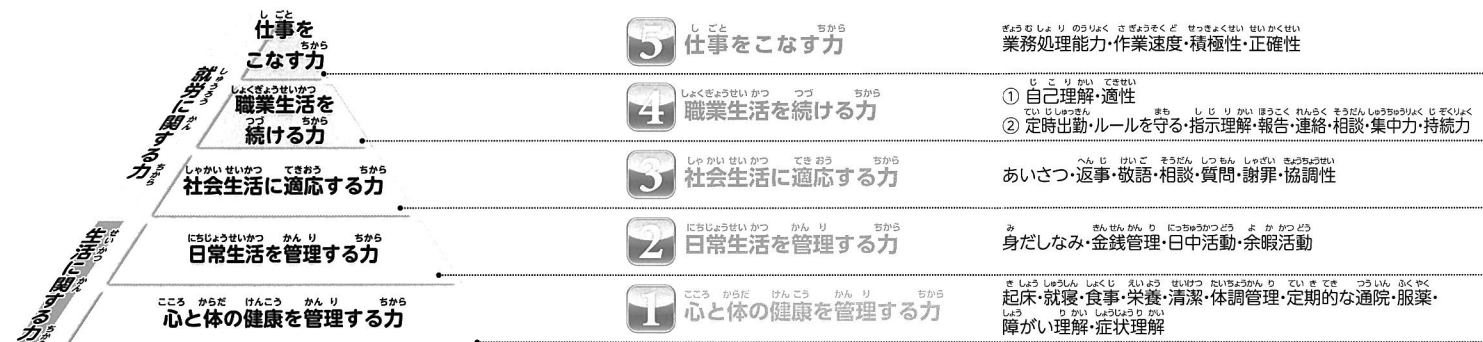 就労に関する力
生活に関する力
仕事を
こなす力
職業生活を
続ける力
社会生活に適応する力
日常生活を管理する力
心と体の健康を管理する力
5 仕事をこなす力
業務処理能力・作業速度・積極性・正確性
4 職業生活を続ける力
① 自己理解・適性
② 定時出勤・ルールを守る・指示理解・報告・連絡・相談・集中力・持続力
3 社会生活に適応する力
あいさつ・返事・敬語・相談・質問・謝罪・協調性
2 日常生活を管理する力
身だしなみ・金銭管理・日中活動・余暇活動
1 心と体の健康を管理する力
起床・就寝・食事・栄養・清潔・体調管理・定期的な通院・服薬・
障がい理解・症状理解